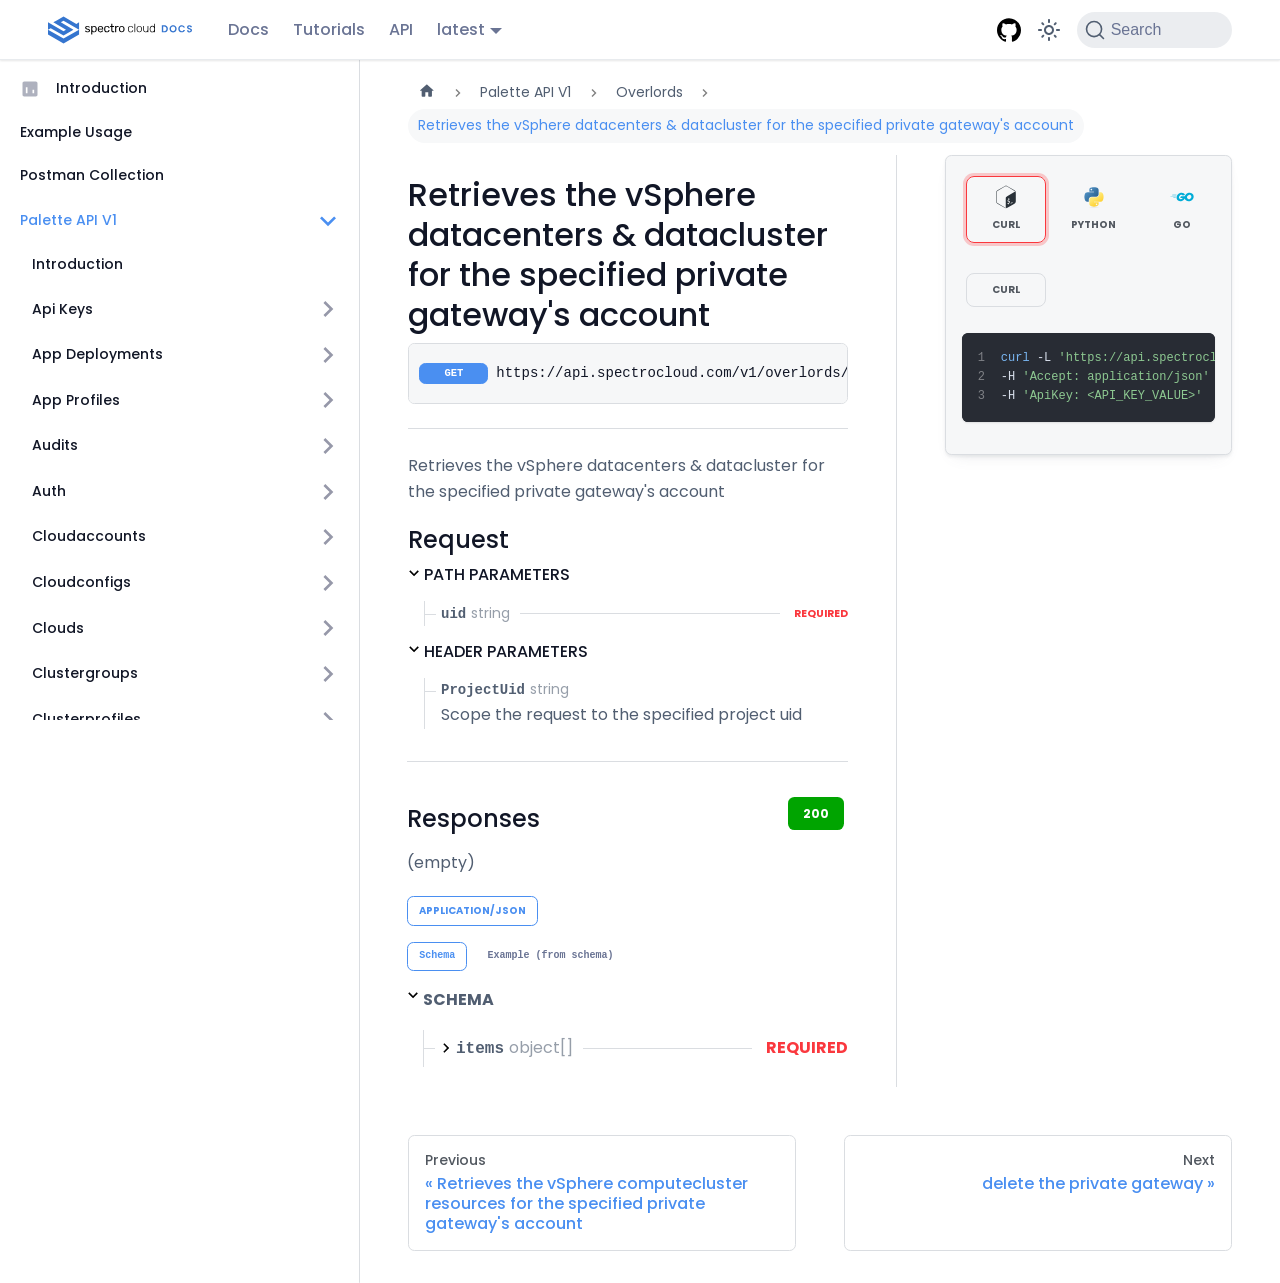 spectro cloud DOCS
Docs
Tutorials
API
latest
Search
Introduction
Example Usage
Postman Collection
Palette API V1
Introduction
Api Keys
App Deployments
App Profiles
Audits
Auth
Cloudaccounts
Cloudconfigs
Clouds
Clustergroups
Clusterprofiles
Palette API V1
Overlords
Retrieves the vSphere datacenters & datacluster for the specified private gateway's account
Retrieves the vSphere
datacenters & datacluster
for the specified private
gateway's account
GET https://api.spectrocloud.com/v1/overlords/
Retrieves the vSphere datacenters & datacluster for
the specified private gateway's account
Request
PATH PARAMETERS
uid string REQUIRED
HEADER PARAMETERS
ProjectUid string
Scope the request to the specified project uid
Responses
200
(empty)
APPLICATION/JSON
Schema
Example (from schema)
SCHEMA
items object[] REQUIRED
CURL
PYTHON
GO
CURL
1 curl -L 'https://api.spectrocl
2 -H 'Accept: application/json'
3 -H 'ApiKey: <API_KEY_VALUE>'
Previous
« Retrieves the vSphere computecluster
resources for the specified private
gateway's account
Next
delete the private gateway »